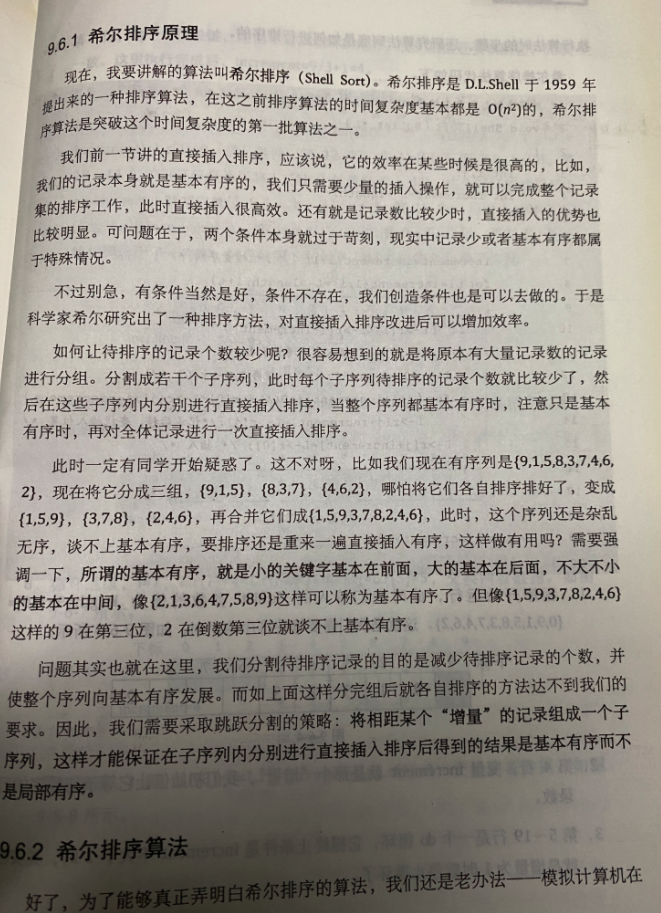 9.6.1 希尔排序原理
现在，我要讲解的算法叫希尔排序（Shell Sort）。希尔排序是 D.L.Shell 于 1959 年
提出来的一种排序算法，在这之前排序算法的时间复杂度基本都是 O(n²)的，希尔排
序算法是突破这个时间复杂度的第一批算法之一。
我们前一节讲的直接插入排序，应该说，它的效率在某些时候是很高的，比如，
我们的记录本身就是基本有序的，我们只需要少量的插入操作，就可以完成整个记录
集的排序工作，此时直接插入很高效。还有就是记录数比较少时，直接插入的优势也
比较明显。可问题在于，两个条件本身就过于苛刻，现实中记录少或者基本有序都属
于特殊情况。
不过别急，有条件当然是好，条件不存在，我们创造条件也是可以去做的。于是
科学家希尔研究出了一种排序方法，对直接插入排序改进后可以增加效率。
如何让待排序的记录个数较少呢？很容易想到的就是将原本有大量记录数的记录
进行分组。分割成若干个子序列，此时每个子序列待排序的记录个数就比较少了，然
后在这些子序列内分别进行直接插入排序，当整个序列都基本有序时，注意只是基本
有序时，再对全体记录进行一次直接插入排序。
此时一定有同学开始疑惑了。这不对呀，比如我们现在有序列是{9,1,5,8,3,7,4,6,
2}，现在将它分成三组，{9,1,5}，{8,3,7}，{4,6,2}，哪怕将它们各自排序排好了，变成
{1,5,9}，{3,7,8}，{2,4,6}，再合并它们成{1,5,9,3,7,8,2,4,6}，此时，这个序列还是杂乱
无序，谈不上基本有序，要排序还是重来一遍直接插入有序，这样做有用吗？需要强
调一下，所谓的基本有序，就是小的关键字基本在前面，大的基本在后面，不大不小
的基本在中间，像{2,1,3,6,4,7,5,8,9}这样可以称为基本有序了。但像{1,5,9,3,7,8,2,4,6}
这样的 9 在第三位，2 在倒数第三位就谈不上基本有序。
问题其实也就在这里，我们分割待排序记录的目的是减少待排序记录的个数，并
使整个序列向基本有序发展。而如上面这样分完组后就各自排序的方法达不到我们的
要求。因此，我们需要采取跳跃分割的策略：将相距某个“增量”的记录组成一个子
序列，这样才能保证在子序列内分别进行直接插入排序后得到的结果是基本有序而不
是局部有序。
9.6.2 希尔排序算法
好了，为了能够真正弄明白希尔排序的算法，我们还是老办法——模拟计算机在